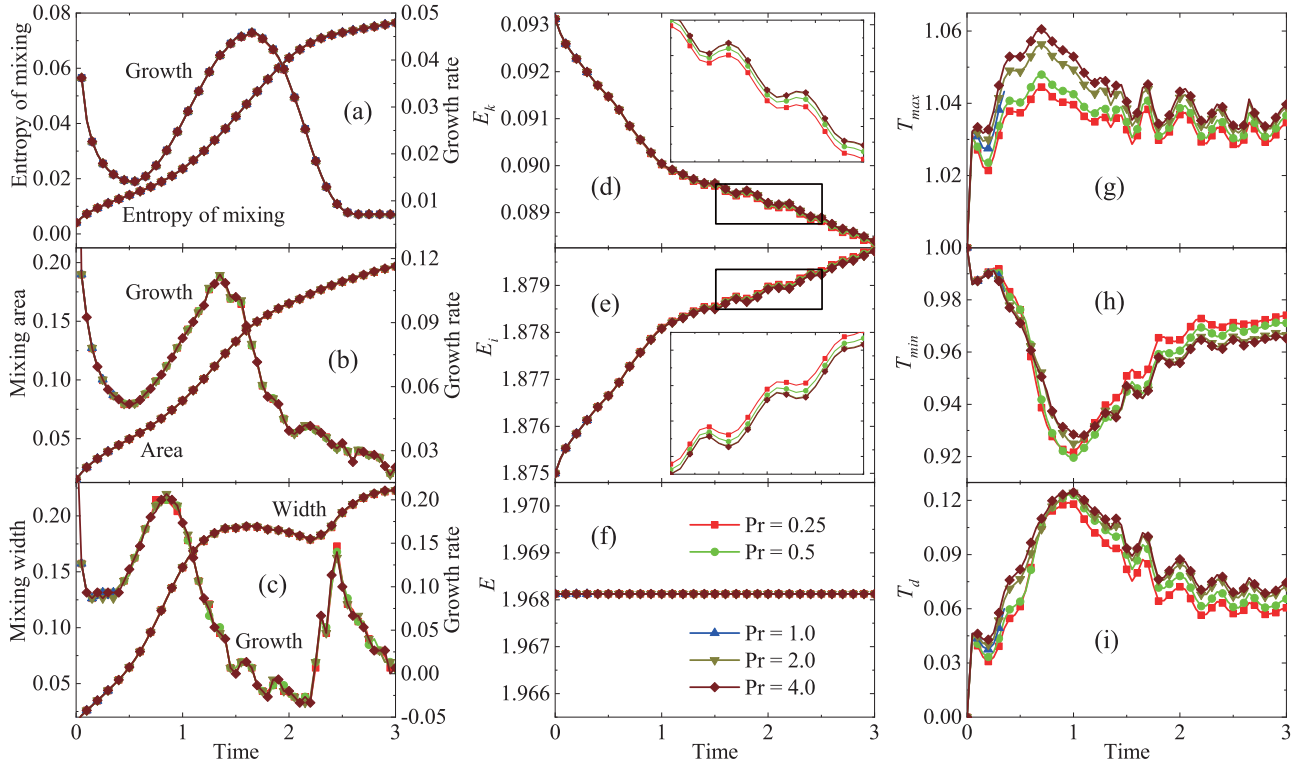 0.08
0.06
0.04
0.02
0.00
Entropy of mixing
Growth
(a)
Entropy of mixing
0.05
0.04
0.03
0.02
0.01
Growth rate
0.20
0.15
0.10
0.05
Mixing area
Growth
(b)
Area
0.12
0.09
0.06
0.03
Growth rate
0.20
0.15
0.10
0.05
Mixing width
Width
(c)
Growth
0.20
0.15
0.10
0.05
0.00
-0.05
Growth rate
0 1 2 3
Time
0.093
0.092
0.091
0.090
0.089
E_k
(d)
1.879
1.878
1.877
1.876
1.875
E_i
(e)
1.970
1.969
1.968
1.967
1.966
E
(f)
Pr = 0.25
Pr = 0.5
Pr = 1.0
Pr = 2.0
Pr = 4.0
0 1 2 3
Time
1.06
1.04
1.02
1.00
T_max
(g)
0.98
0.96
0.94
0.92
T_min
(h)
0.12
0.09
0.06
0.03
0.00
T_d
(i)
0 1 2 3
Time